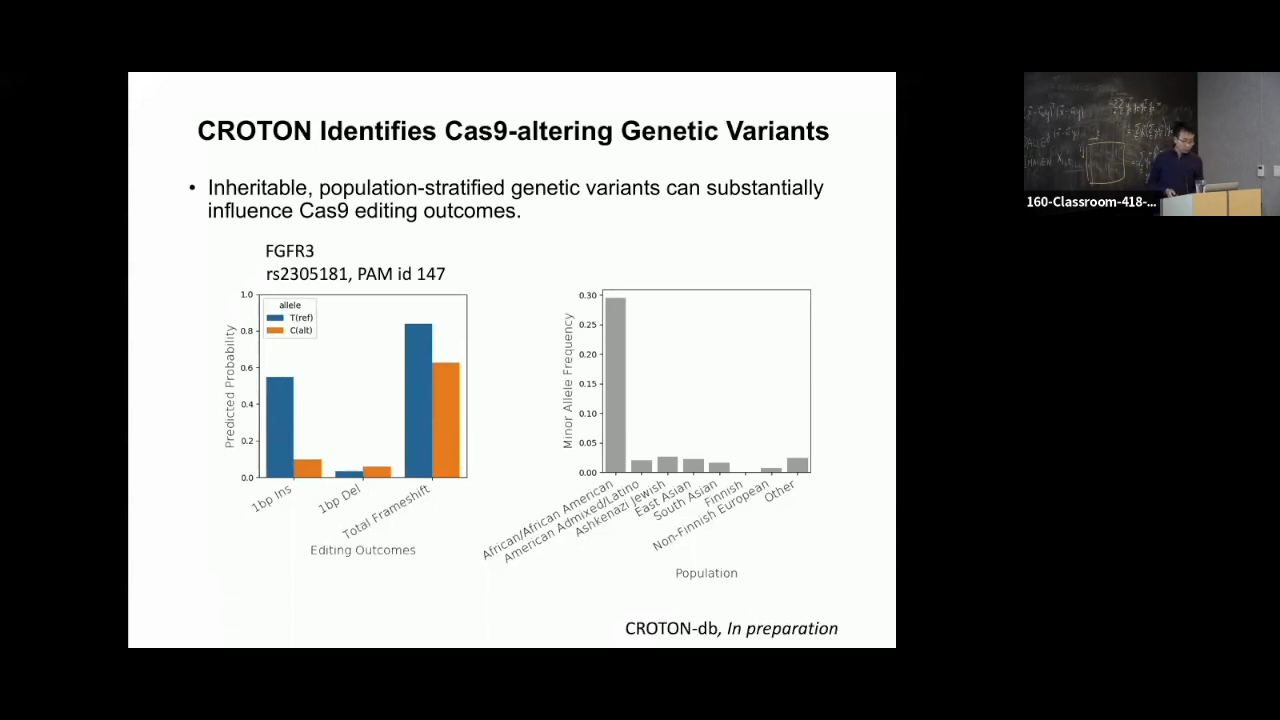 CROTON Identifies Cas9-altering Genetic Variants
• Inheritable, population-stratified genetic variants can substantially
influence Cas9 editing outcomes.
FGFR3
rs2305181, PAM id 147
allele
T(ref)
C(alt)
1.0
0.8
0.6
0.4
0.2
0.0
Predicted Probability
1bp Ins
1bp Del
Total Frameshift
Editing Outcomes
0.30
0.25
0.20
0.15
0.10
0.05
0.00
Minor Allele Frequency
African/African American
American Admixed/Latino
Ashkenazi Jewish
East Asian
South Asian
Finnish
Non-Finnish European
Other
Population
CROTON-db, In preparation
160-Classroom-418-...